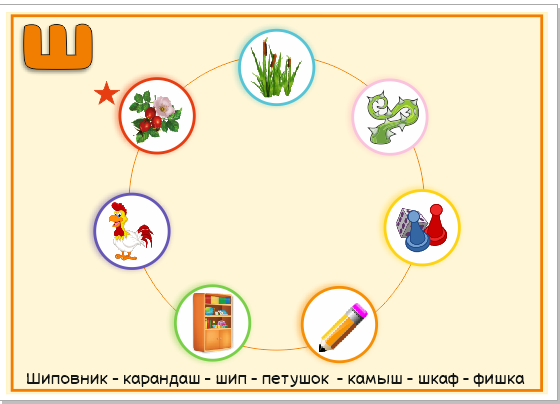 Ш
Шиповник - карандаш - шип - петушок - камыш - шкаф - фишка